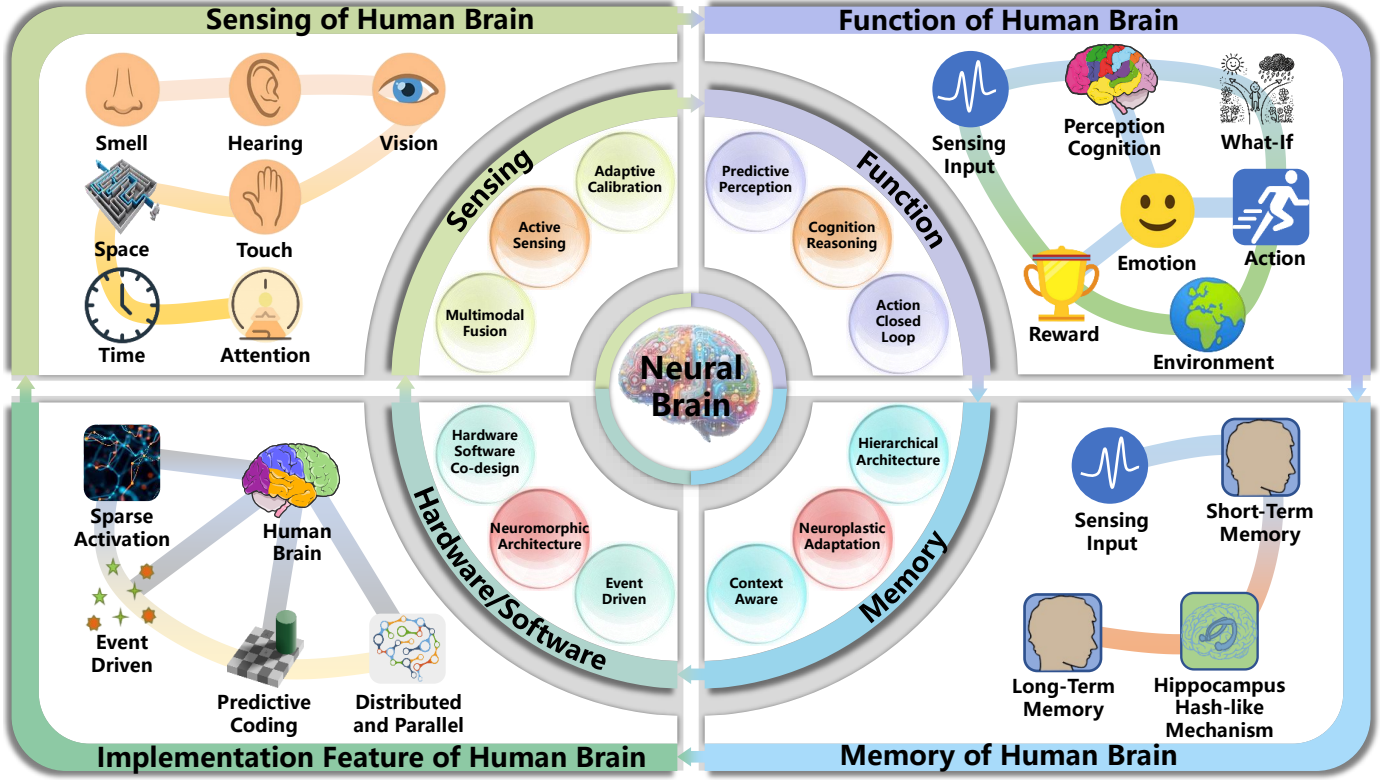 Sensing of Human Brain
Smell
Hearing
Vision
Space
Touch
Time
Attention
Function of Human Brain
Sensing
Input
Perception
Cognition
What-If
Emotion
Action
Reward
Environment
Sensing
Adaptive
Calibration
Active
Sensing
Multimodal
Fusion
Function
Predictive
Perception
Cognition
Reasoning
Action
Closed
Loop
Neural
Brain
Hardware/Software
Hardware
Software
Co-design
Neuromorphic
Architecture
Event
Driven
Memory
Hierarchical
Architecture
Neuroplastic
Adaptation
Context
Aware
Sparse
Activation
Human
Brain
Event
Driven
Predictive
Coding
Distributed
and Parallel
Implementation Feature of Human Brain
Sensing
Input
Short-Term
Memory
Long-Term
Memory
Hippocampus
Hash-like
Mechanism
Memory of Human Brain